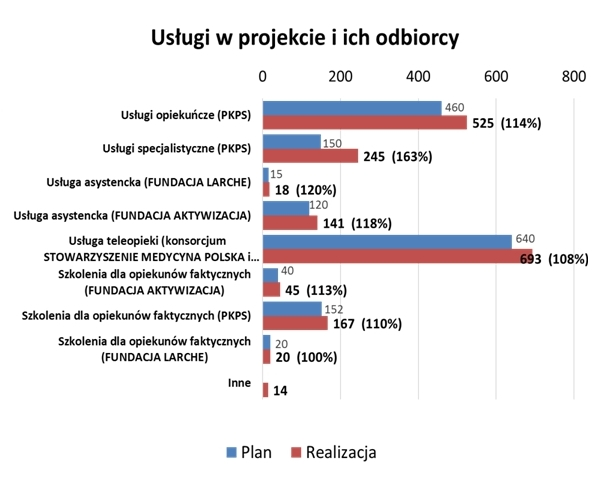 Usługi w projekcie i ich odbiorcy
0 200 400 600 800
Usługi opiekuńcze (PKPS)
460
525 (114%)
Usługi specjalistyczne (PKPS)
150
245 (163%)
Usługa asystencka (FUNDACJA LARCHE)
15
18 (120%)
Usługa asystencka (FUNDACJA AKTYWIZACJA)
120
141 (118%)
Usługa teleopieki (konsorcjum
STOWARZYSZENIE MEDYCYNA POLSKA i...
640
693 (108%)
Szkolenia dla opiekunów faktycznych
(FUNDACJA AKTYWIZACJA)
40
45 (113%)
Szkolenia dla opiekunów faktycznych (PKPS)
152
167 (110%)
Szkolenia dla opiekunów faktycznych
(FUNDACJA LARCHE)
20
20 (100%)
Inne
14
Plan Realizacja